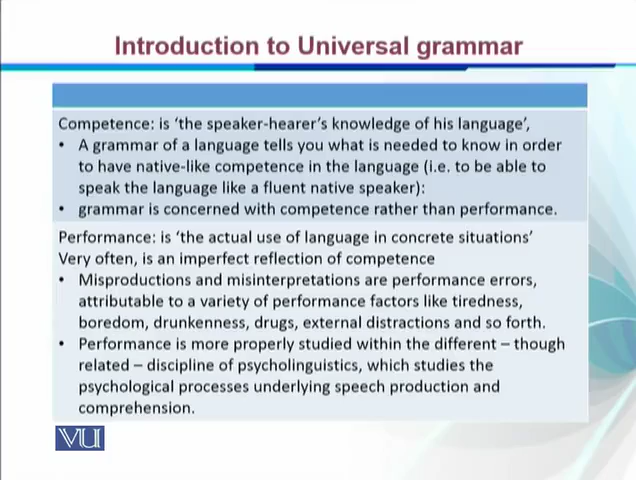 Introduction to Universal grammar
Competence: is ‘the speaker-hearer’s knowledge of his language’,
• A grammar of a language tells you what is needed to know in order
to have native-like competence in the language (i.e. to be able to
speak the language like a fluent native speaker):
• grammar is concerned with competence rather than performance.
Performance: is ‘the actual use of language in concrete situations’
Very often, is an imperfect reflection of competence
• Misproductions and misinterpretations are performance errors,
attributable to a variety of performance factors like tiredness,
boredom, drunkenness, drugs, external distractions and so forth.
• Performance is more properly studied within the different – though
related – discipline of psycholinguistics, which studies the
psychological processes underlying speech production and
comprehension.
VU